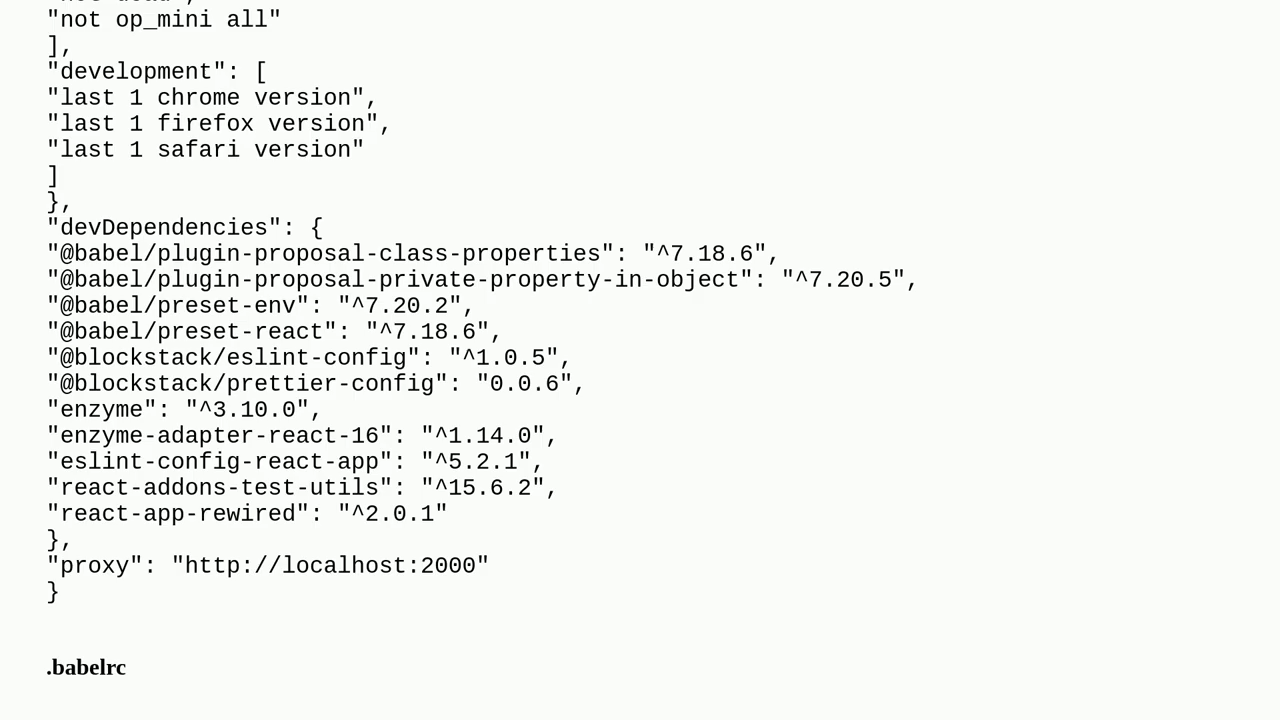 "not op_mini all"
],
"development": [
"last 1 chrome version",
"last 1 firefox version",
"last 1 safari version"
]
},
"devDependencies": {
"@babel/plugin-proposal-class-properties": "^7.18.6",
"@babel/plugin-proposal-private-property-in-object": "^7.20.5",
"@babel/preset-env": "^7.20.2",
"@babel/preset-react": "^7.18.6",
"@blockstack/eslint-config": "^1.0.5",
"@blockstack/prettier-config": "0.0.6",
"enzyme": "^3.10.0",
"enzyme-adapter-react-16": "^1.14.0",
"eslint-config-react-app": "^5.2.1",
"react-addons-test-utils": "^15.6.2",
"react-app-rewired": "^2.0.1"
},
"proxy": "http://localhost:2000"
}
.babelrc